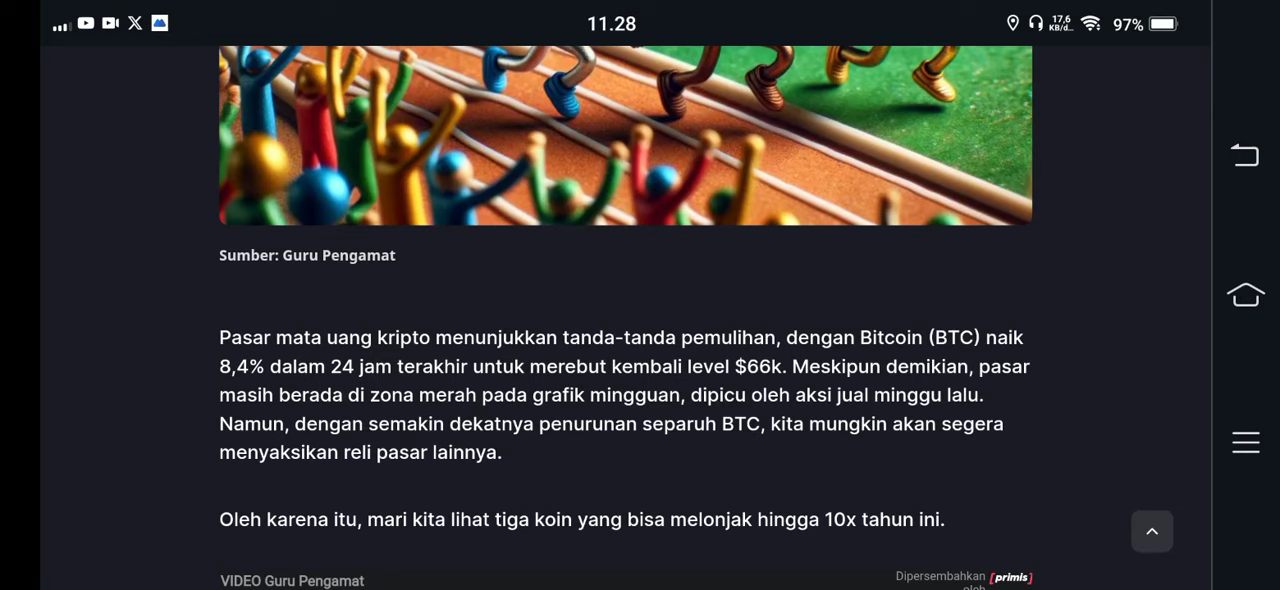 11.28
17,6
KB/d...
97%
Sumber: Guru Pengamat
Pasar mata uang kripto menunjukkan tanda-tanda pemulihan, dengan Bitcoin (BTC) naik
8,4% dalam 24 jam terakhir untuk merebut kembali level $66k. Meskipun demikian, pasar
masih berada di zona merah pada grafik mingguan, dipicu oleh aksi jual minggu lalu.
Namun, dengan semakin dekatnya penurunan separuh BTC, kita mungkin akan segera
menyaksikan reli pasar lainnya.
Oleh karena itu, mari kita lihat tiga koin yang bisa melonjak hingga 10x tahun ini.
VIDEO Guru Pengamat
Dipersembahkan [primis]
oleh